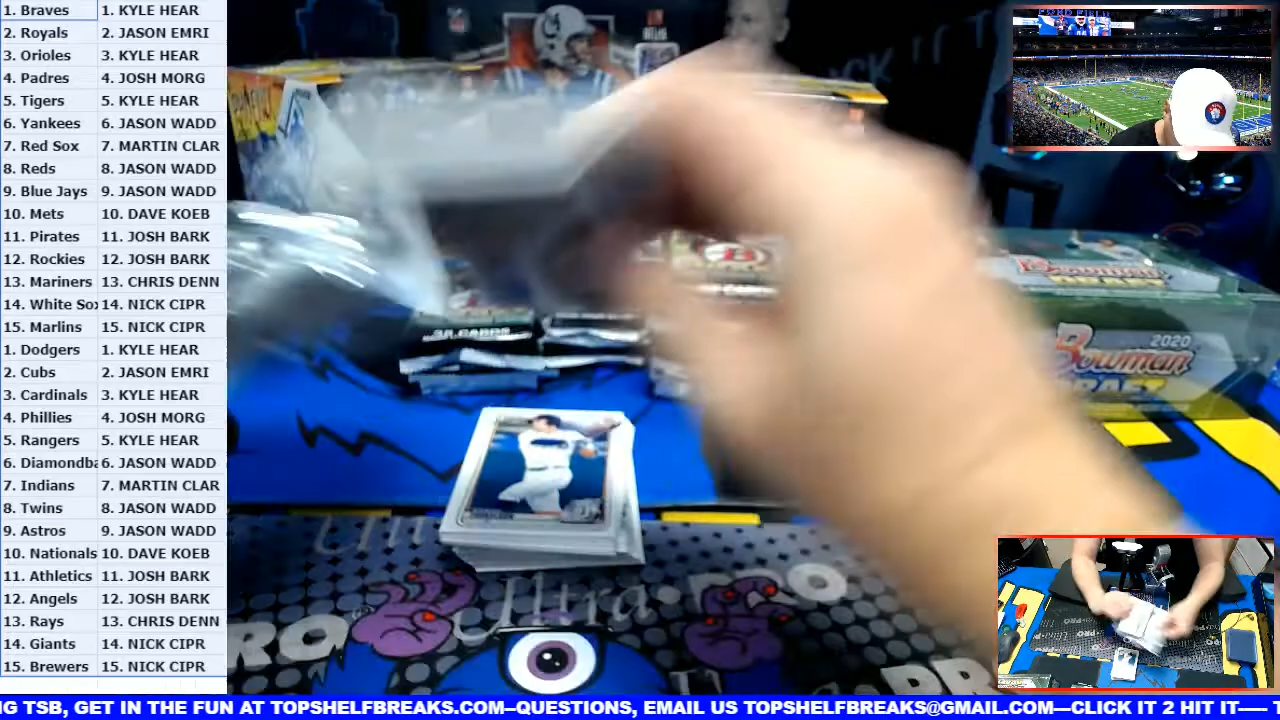 1. Braves 1. KYLE HEAR
2. Royals 2. JASON EMRI
3. Orioles 3. KYLE HEAR
4. Padres 4. JOSH MORG
5. Tigers 5. KYLE HEAR
6. Yankees 6. JASON WADD
7. Red Sox 7. MARTIN CLAR
8. Reds 8. JASON WADD
9. Blue Jays 9. JASON WADD
10. Mets 10. DAVE KOEB
11. Pirates 11. JOSH BARK
12. Rockies 12. JOSH BARK
13. Mariners 13. CHRIS DENN
14. White Sox 14. NICK CIPR
15. Marlins 15. NICK CIPR
1. Dodgers 1. KYLE HEAR
2. Cubs 2. JASON EMRI
3. Cardinals 3. KYLE HEAR
4. Phillies 4. JOSH MORG
5. Rangers 5. KYLE HEAR
6. Diamondba 6. JASON WADD
7. Indians 7. MARTIN CLAR
8. Twins 8. JASON WADD
9. Astros 9. JASON WADD
10. Nationals 10. DAVE KOEB
11. Athletics 11. JOSH BARK
12. Angels 12. JOSH BARK
13. Rays 13. CHRIS DENN
14. Giants 14. NICK CIPR
15. Brewers 15. NICK CIPR
FORD FIELD
Bowman
2020
Bowman
DRAFT
Ultra PRO
PRO
PRO
G TSB, GET IN THE FUN AT TOPSHELFBREAKS.COM--QUESTIONS, EMAIL US TOPSHELFBREAKS@GMAIL.COM--CLICK IT 2 HIT IT---- T